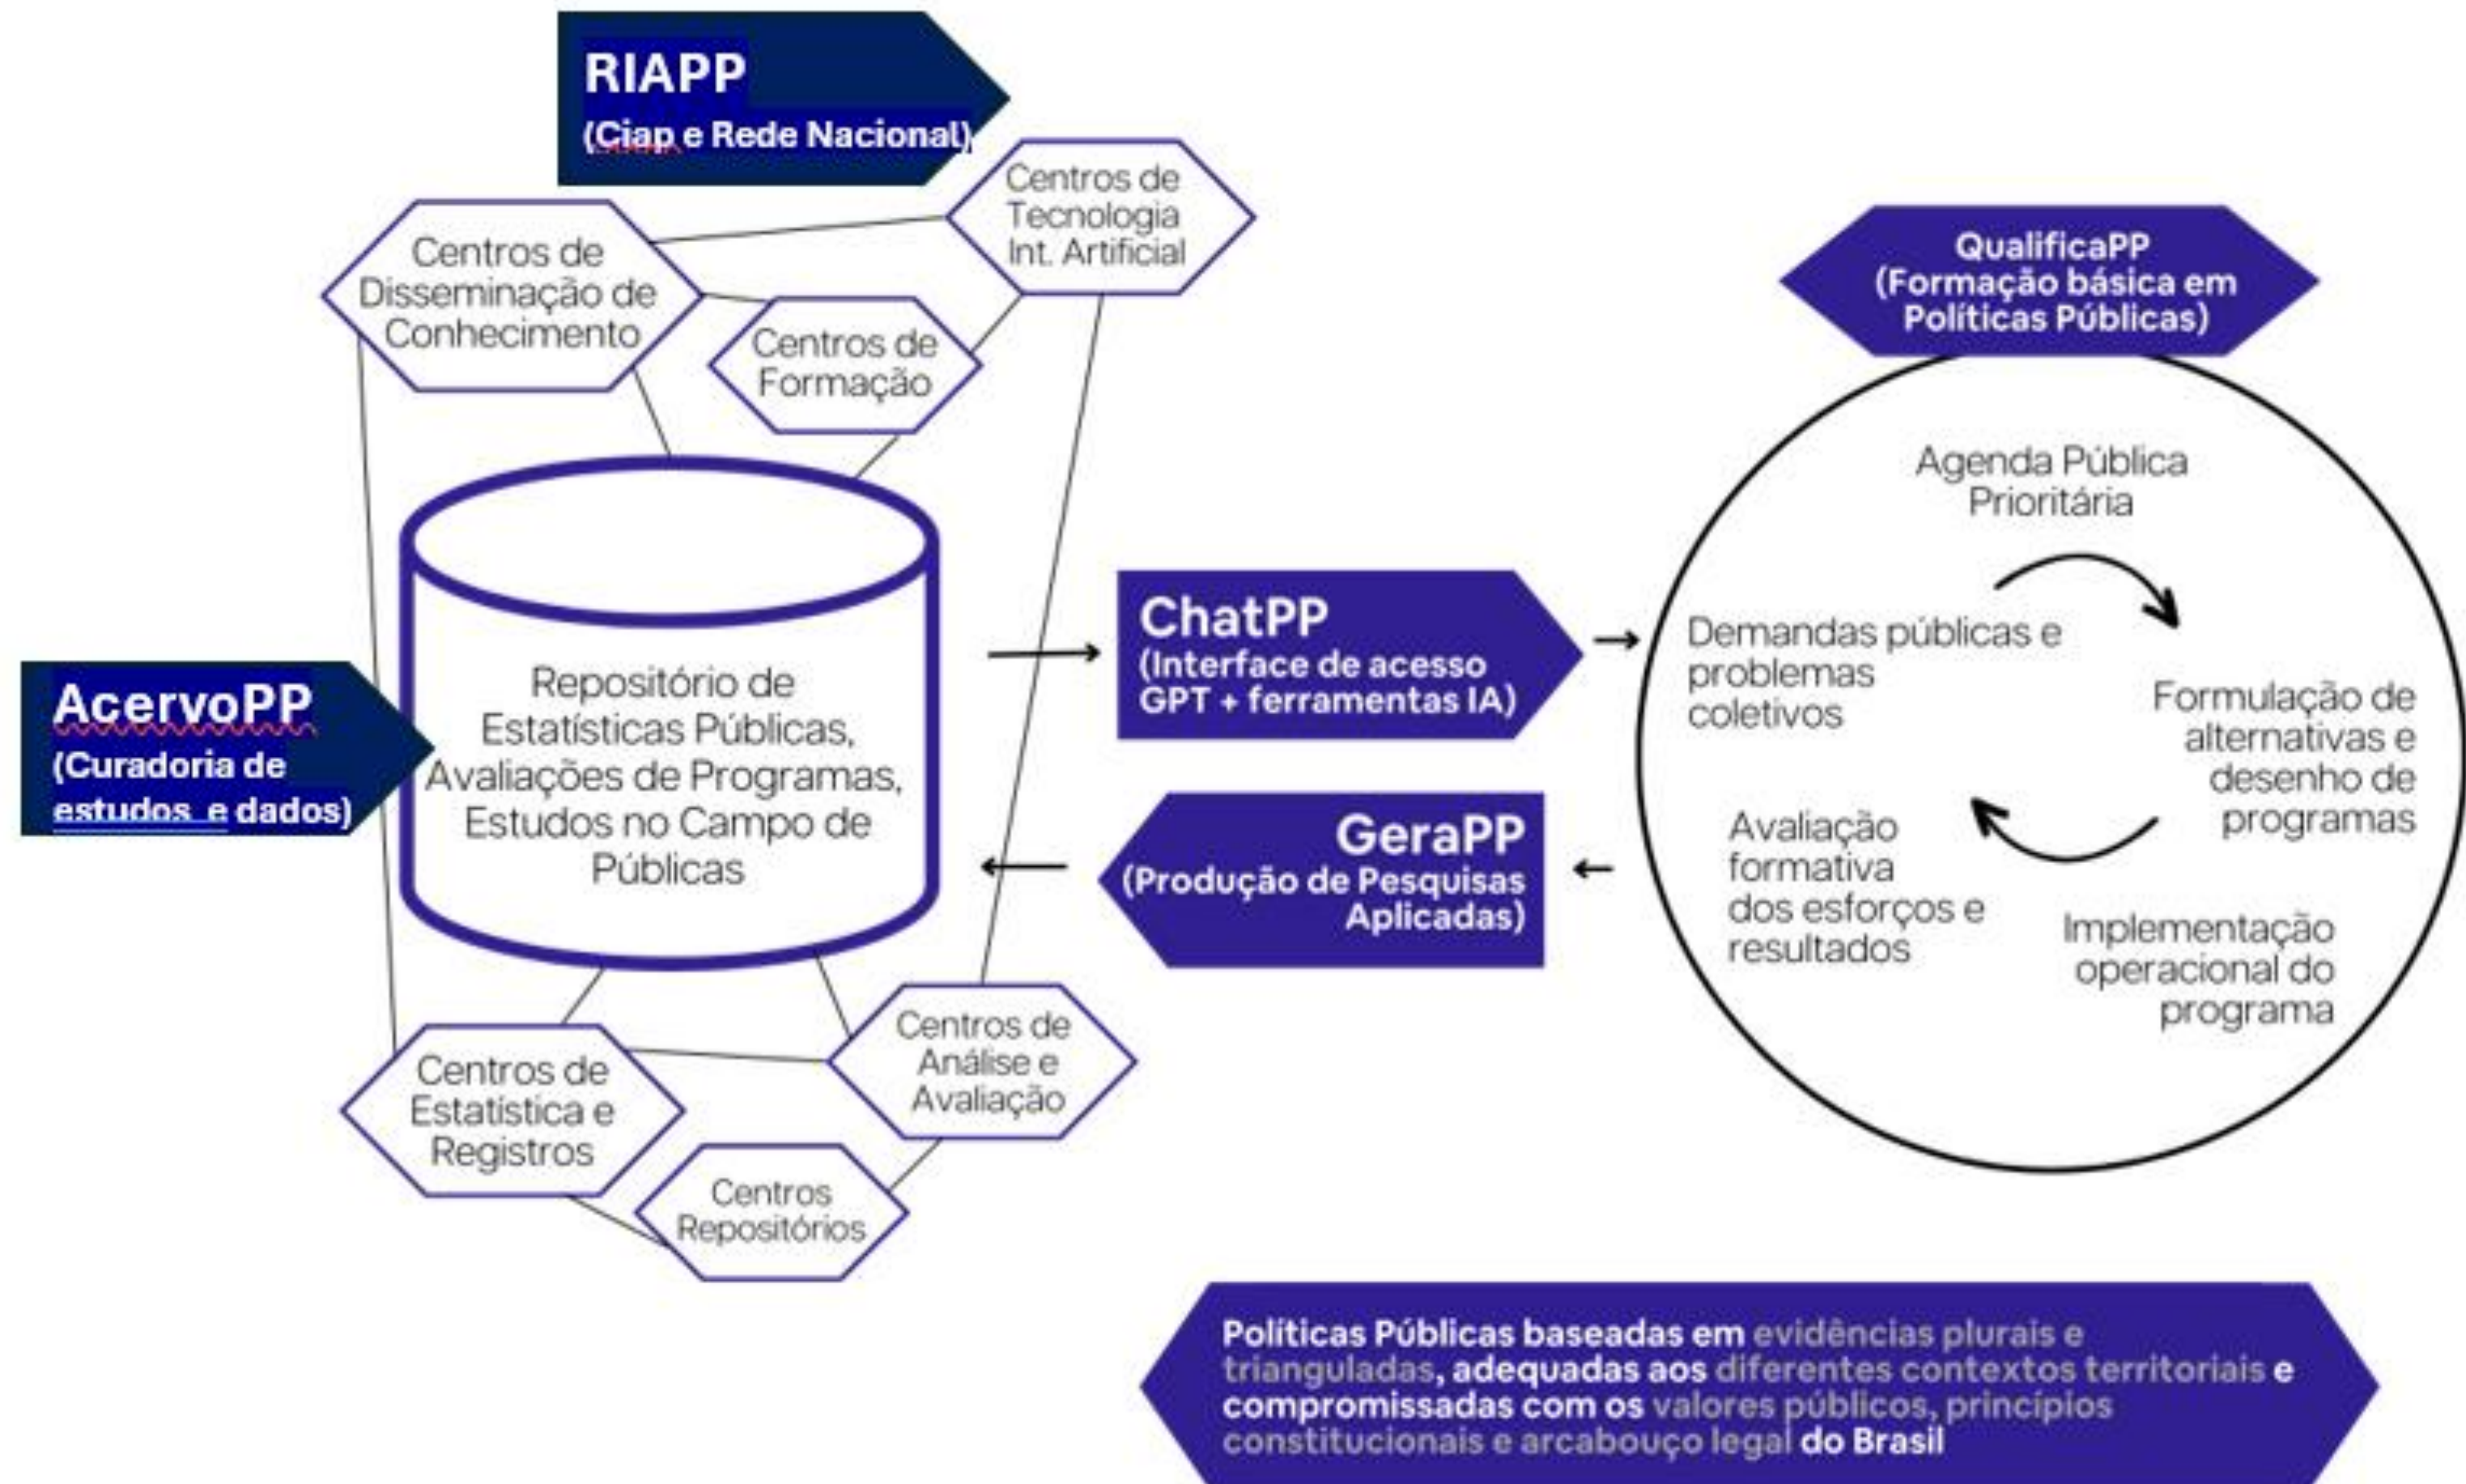 RIAPP
(Ciap e Rede Nacional)
Centros de
Tecnologia
Int. Artificial
Centros de
Disseminação de
Conhecimento
Centros de
Formação
QualificaPP
(Formação básica em
Políticas Públicas)
Agenda Pública
Prioritária
AcervoPP
(Curadoria de
estudos e dados)
Repositório de
Estatísticas Públicas,
Avaliações de Programas,
Estudos no Campo de
Públicas
ChatPP
(Interface de acesso
GPT + ferramentas IA)
GeraPP
(Produção de Pesquisas
Aplicadas)
Demandas públicas e
problemas
coletivos
Formulação de
alternativas e
desenho de
programas
Avaliação
formativa
dos esforços e
resultados
Implementação
operacional do
programa
Centros de
Análise e
Avaliação
Centros de
Estatística e
Registros
Centros
Repositórios
Políticas Públicas baseadas em evidências plurais e
trianguladas, adequadas aos diferentes contextos territoriais e
compromissadas com os valores públicos, princípios
constitucionais e arcabouço legal do Brasil